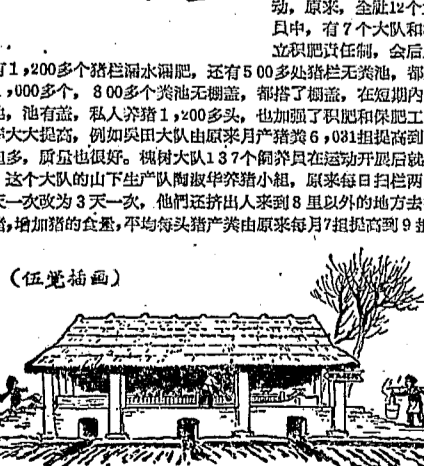 动，原来，全社12个
員中，有7个大队和
立积肥責任制，会后
有1,200多个猪栏漏水漏肥，还有500多处猪栏无粪池，都
,000多个，800多个粪池无棚盖，都搭了棚盖，在短期内
，池有盖，私人养猪1,200多头，也加强了积肥和保肥工
大大提高，例如吳田大队由原来月产猪粪6,031担提高到
担多，质量也很好。槐树大队137个飼养員在运动开展后就
这个大队的山下生产队陶淑华养猪小組，原来每日扫栏两
天一次改为3天一次，他們还挤出人来到8里以外的地方去
，增加猪的食量，平均每头猪产粪由原来每月7担提高到9担
（伍觉插画）